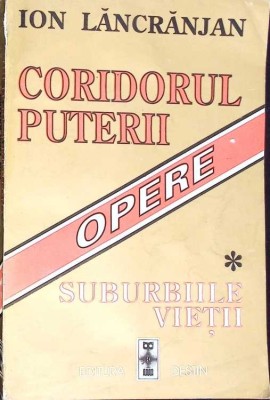 ION LĂNCRĂNJAN
CORIDORUL
PUTERII
OPERE
*
SUBURBIILE
VIEȚII